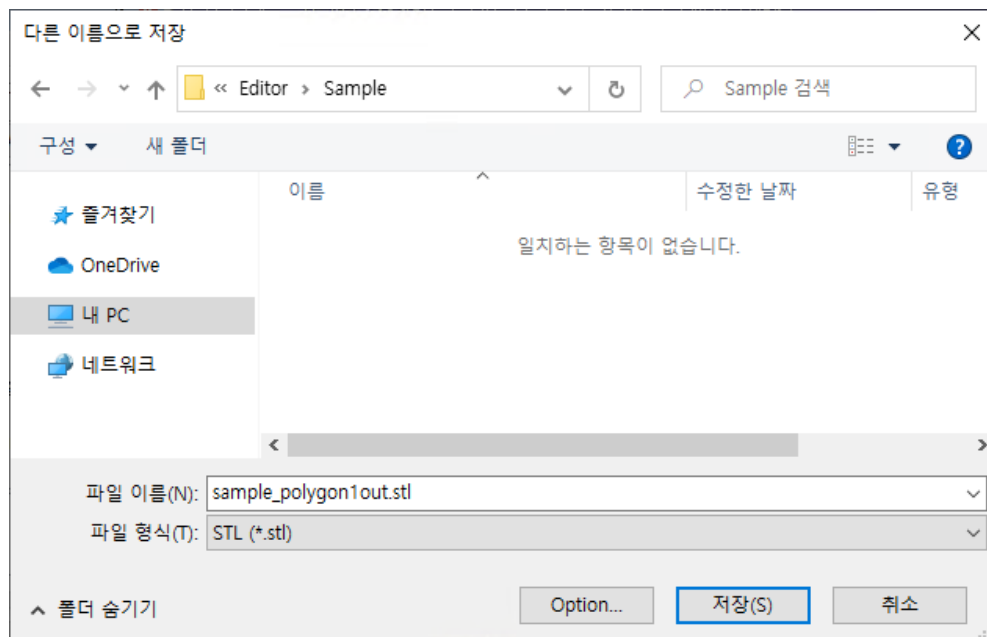 다른 이름으로 저장
« Editor › Sample
Sample 검색
구성
새 폴더
?
이름
수정한 날짜
유형
즐겨찾기
일치하는 항목이 없습니다.
OneDrive
내 PC
네트워크
파일 이름(N): sample_polygon1out.stl
파일 형식(T): STL (*.stl)
폴더 숨기기
Option...
저장(S)
취소